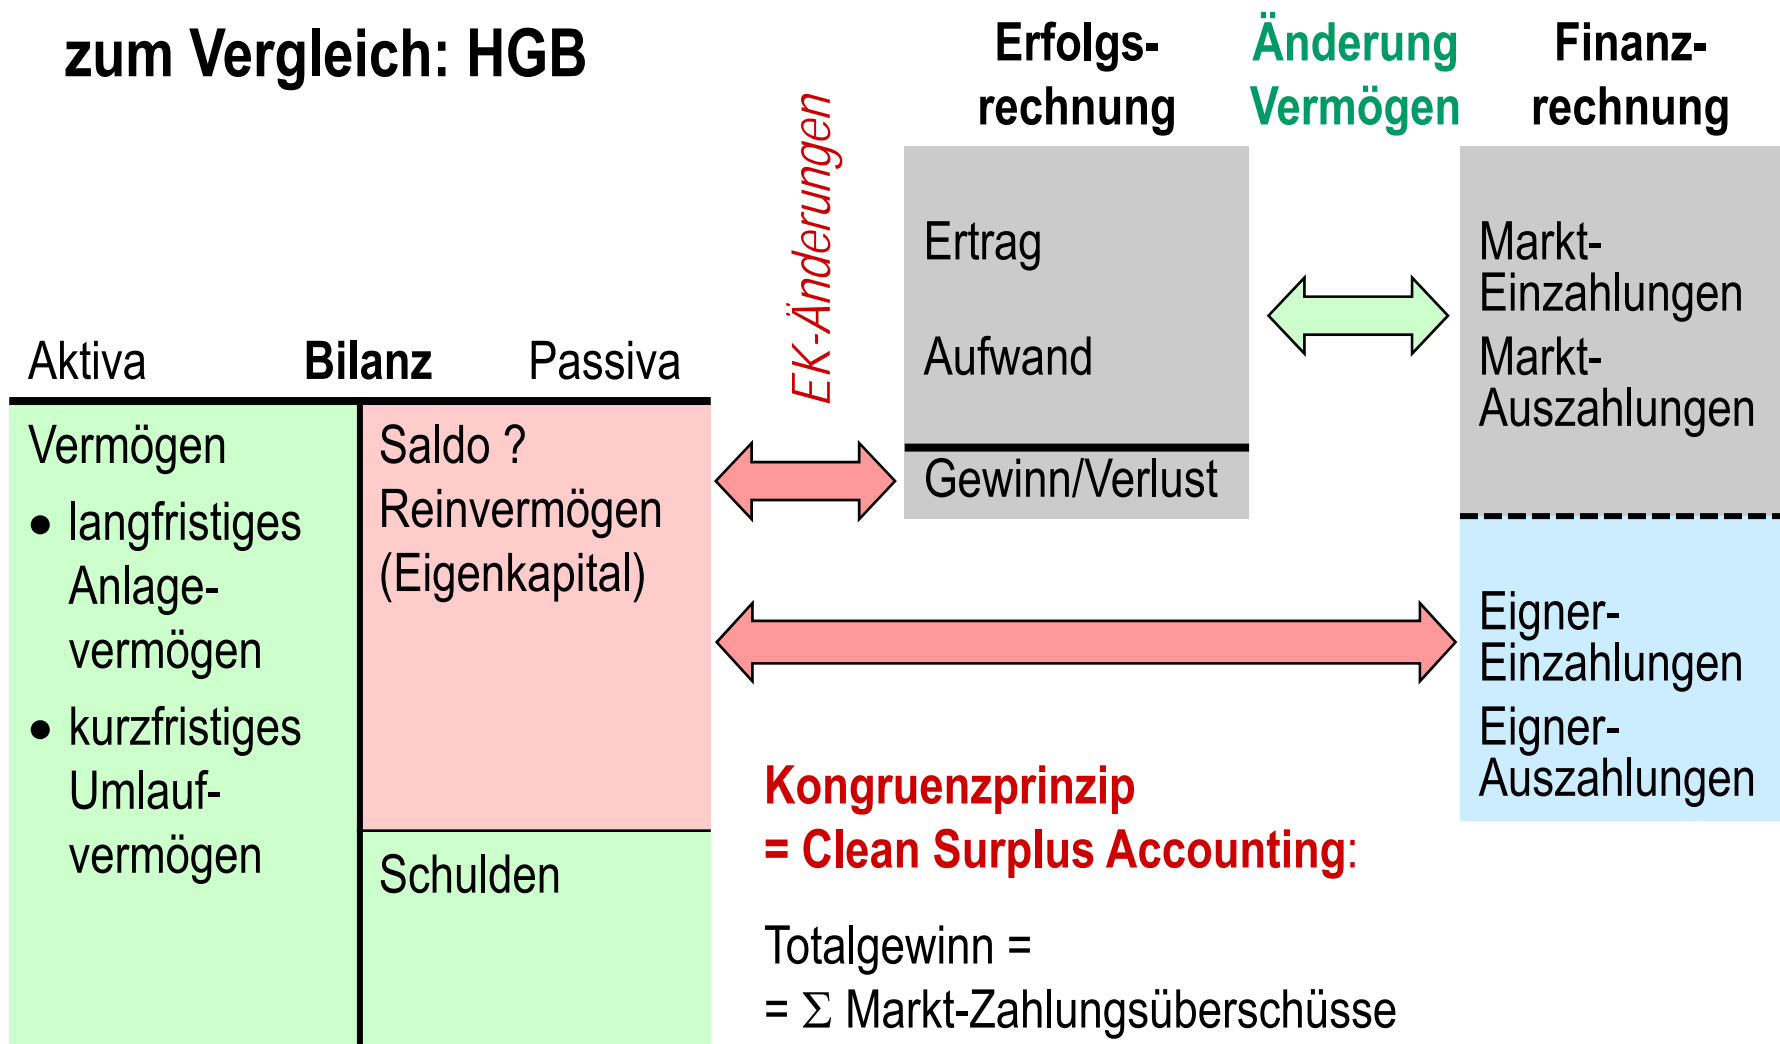 zum Vergleich: HGB
Erfolgs-
rechnung
Änderung
Vermögen
Finanz-
rechnung
EK-Änderungen
Ertrag
Aufwand
Gewinn/Verlust
Markt-
Einzahlungen
Markt-
Auszahlungen
Eigner-
Einzahlungen
Eigner-
Auszahlungen
Aktiva Bilanz Passiva
Vermögen
• langfristiges
Anlage-
vermögen
• kurzfristiges
Umlauf-
vermögen
Saldo ?
Reinvermögen
(Eigenkapital)
Schulden
Kongruenzprinzip
= Clean Surplus Accounting:
Totalgewinn =
= Σ Markt-Zahlungsüberschüsse